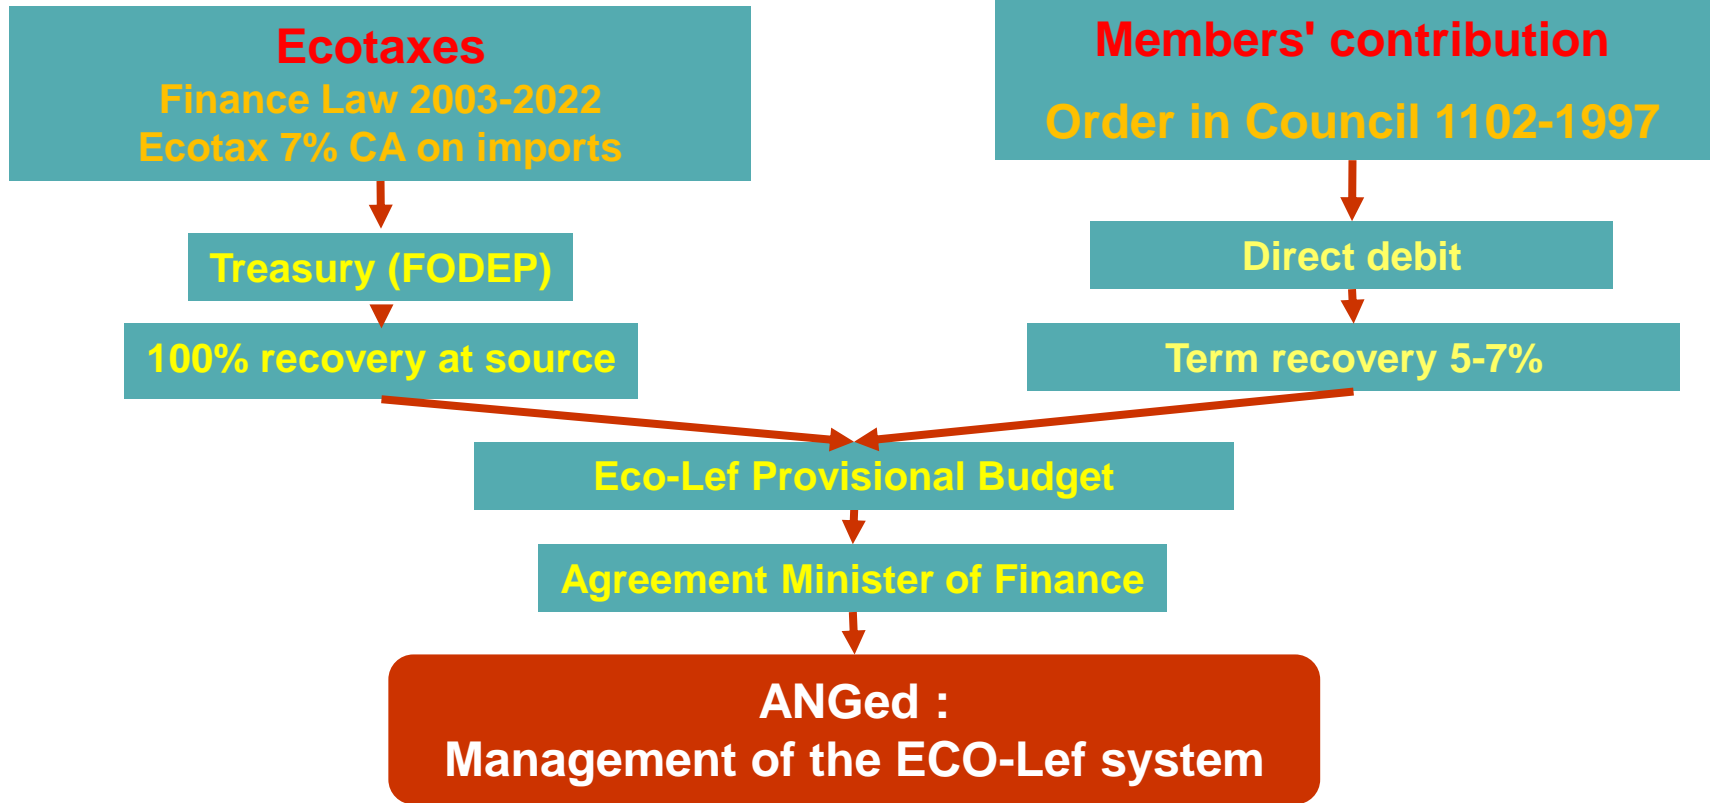 Ecotaxes
Finance Law 2003-2022
Ecotax 7% CA on imports
Members' contribution
Order in Council 1102-1997
Treasury (FODEP)
Direct debit
100% recovery at source
Term recovery 5-7%
Eco-Lef Provisional Budget
Agreement Minister of Finance
ANGed :
Management of the ECO-Lef system